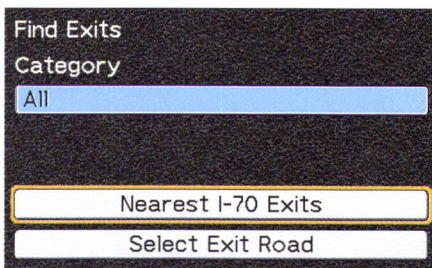 Find Exits
Category
All
Nearest I-70 Exits
Select Exit Road